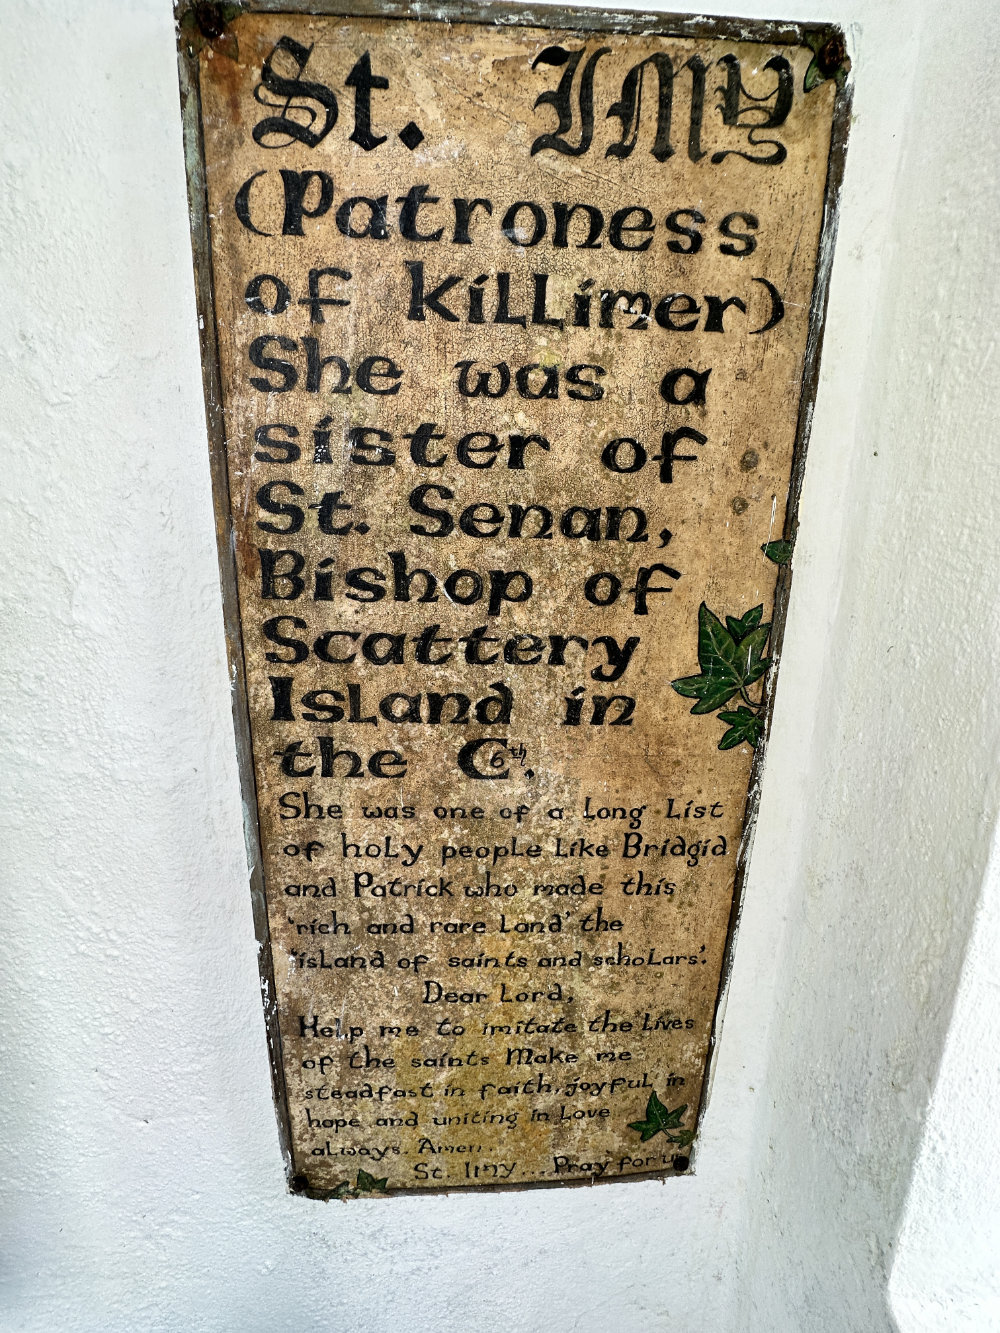 St. IMY
(Patroness
of Killimer)
She was a
sister of
St. Senan,
Bishop of
Scattery
Island in
the C6th.
She was one of a long list
of holy people like Bridgid
and Patrick who made this
'rich and rare land' the
'island of saints and scholars'.
Dear Lord,
Help me to imitate the lives
of the saints Make me
steadfast in faith, joyful in
hope and uniting in Love
always. Amen.
St. Imy... Pray for us